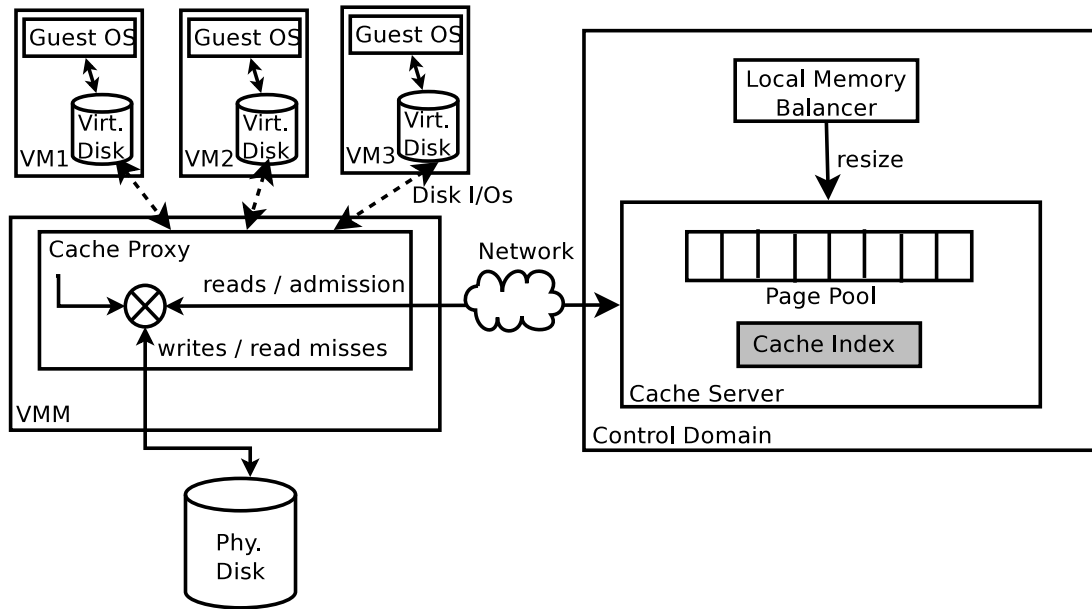 Guest OS
Virt.
Disk
VM1
Guest OS
Virt.
Disk
VM2
Guest OS
Virt.
Disk
VM3
Disk I/Os
Cache Proxy
reads / admission
writes / read misses
VMM
Phy.
Disk
Network
Local Memory
Balancer
resize
Page Pool
Cache Index
Cache Server
Control Domain